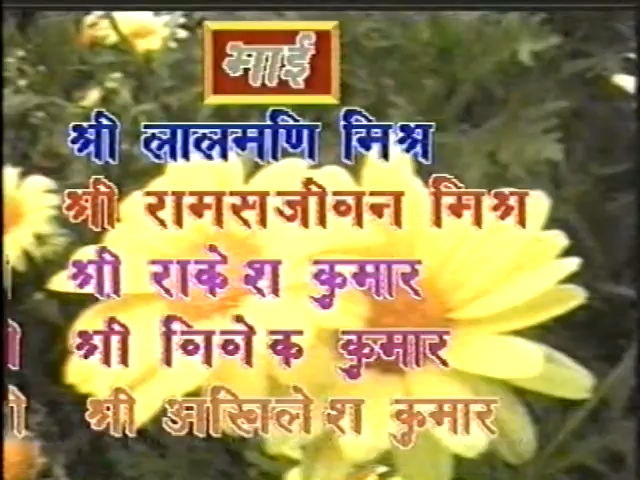 माई
श्री लालमणि मिश्र
श्री रामसजीवन मिश्र
श्री राकेश कुमार
श्री विवेक कुमार
श्री अखिलेश कुमार